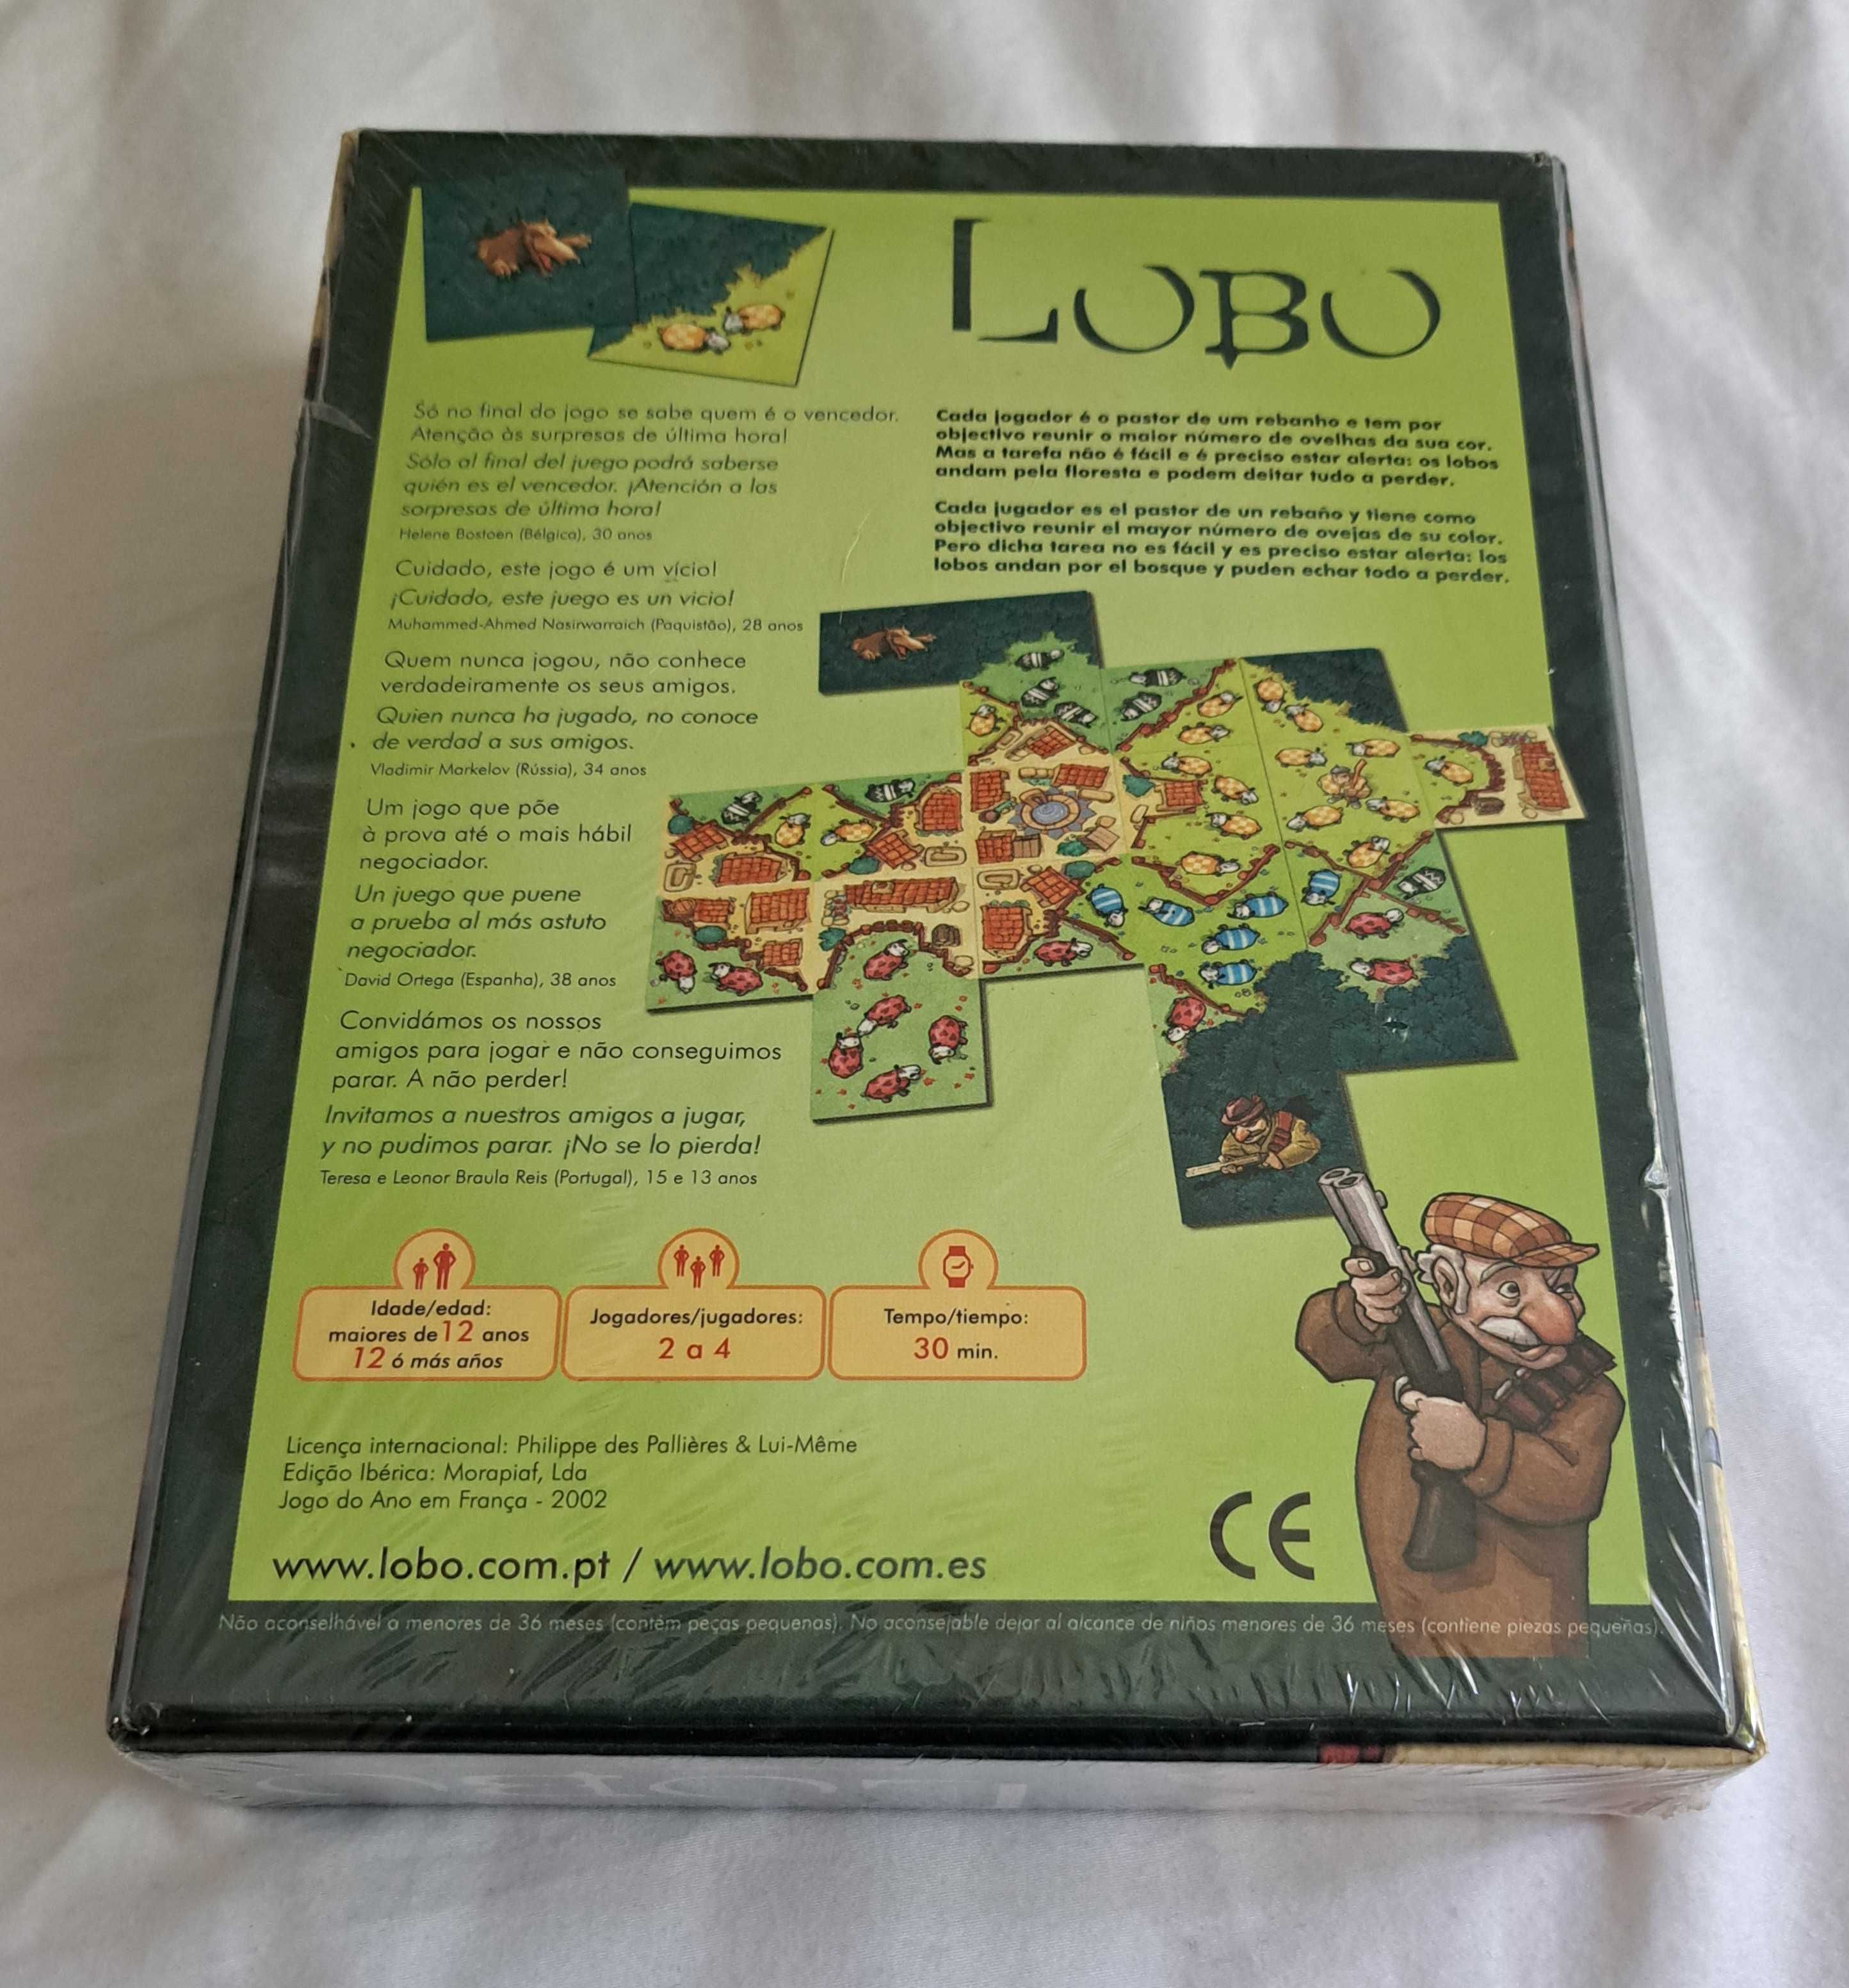 LOBO
Só no final do jogo se sabe quem é o vencedor.
Atenção às surpresas de última hora!
Sólo al final del juego podrá saberse
quién es el vencedor. ¡Atención a las
sorpresas de última hora!
Helene Bostoen (Bélgica), 30 anos
Cuidado, este jogo é um vício!
¡Cuidado, este juego es un vicio!
Muhammed-Ahmed Nasirwarraich (Paquistão), 28 anos
Quem nunca jogou, não conhece
verdadeiramente os seus amigos.
Quien nunca ha jugado, no conoce
de verdad a sus amigos.
Vladimir Markelov (Rússia), 34 anos
Um jogo que põe
à prova até o mais hábil
negociador.
Un juego que puene
a prueba al más astuto
negociador.
David Ortega (Espanha), 38 anos
Convidámos os nossos
amigos para jogar e não conseguimos
parar. A não perder!
Invitamos a nuestros amigos a jugar,
y no pudimos parar. ¡No se lo pierda!
Teresa e Leonor Braula Reis (Portugal), 15 e 13 anos
Cada jogador é o pastor de um rebanho e tem por
objectivo reunir o maior número de ovelhas da sua cor.
Mas a tarefa não é fácil e é preciso estar alerta: os lobos
andam pela floresta e podem deitar tudo a perder.
Cada jugador es el pastor de un rebaño y tiene como
objectivo reunir el mayor número de ovejas de su color.
Pero dicha tarea no es fácil y es preciso estar alerta: los
lobos andan por el bosque y puden echar todo a perder.
Idade/edad:
maiores de 12 anos
12 ó más años
Jogadores/jugadores:
2 a 4
Tempo/tiempo:
30 min.
Licença internacional: Philippe des Pallières & Lui-Même
Edição Ibérica: Morapiaf, Lda
Jogo do Ano em França - 2002
www.lobo.com.pt / www.lobo.com.es
CE
Não aconselhável a menores de 36 meses (contém peças pequenas). No aconsejable dejar al alcance de niños menores de 36 meses (contiene piezas pequeñas).